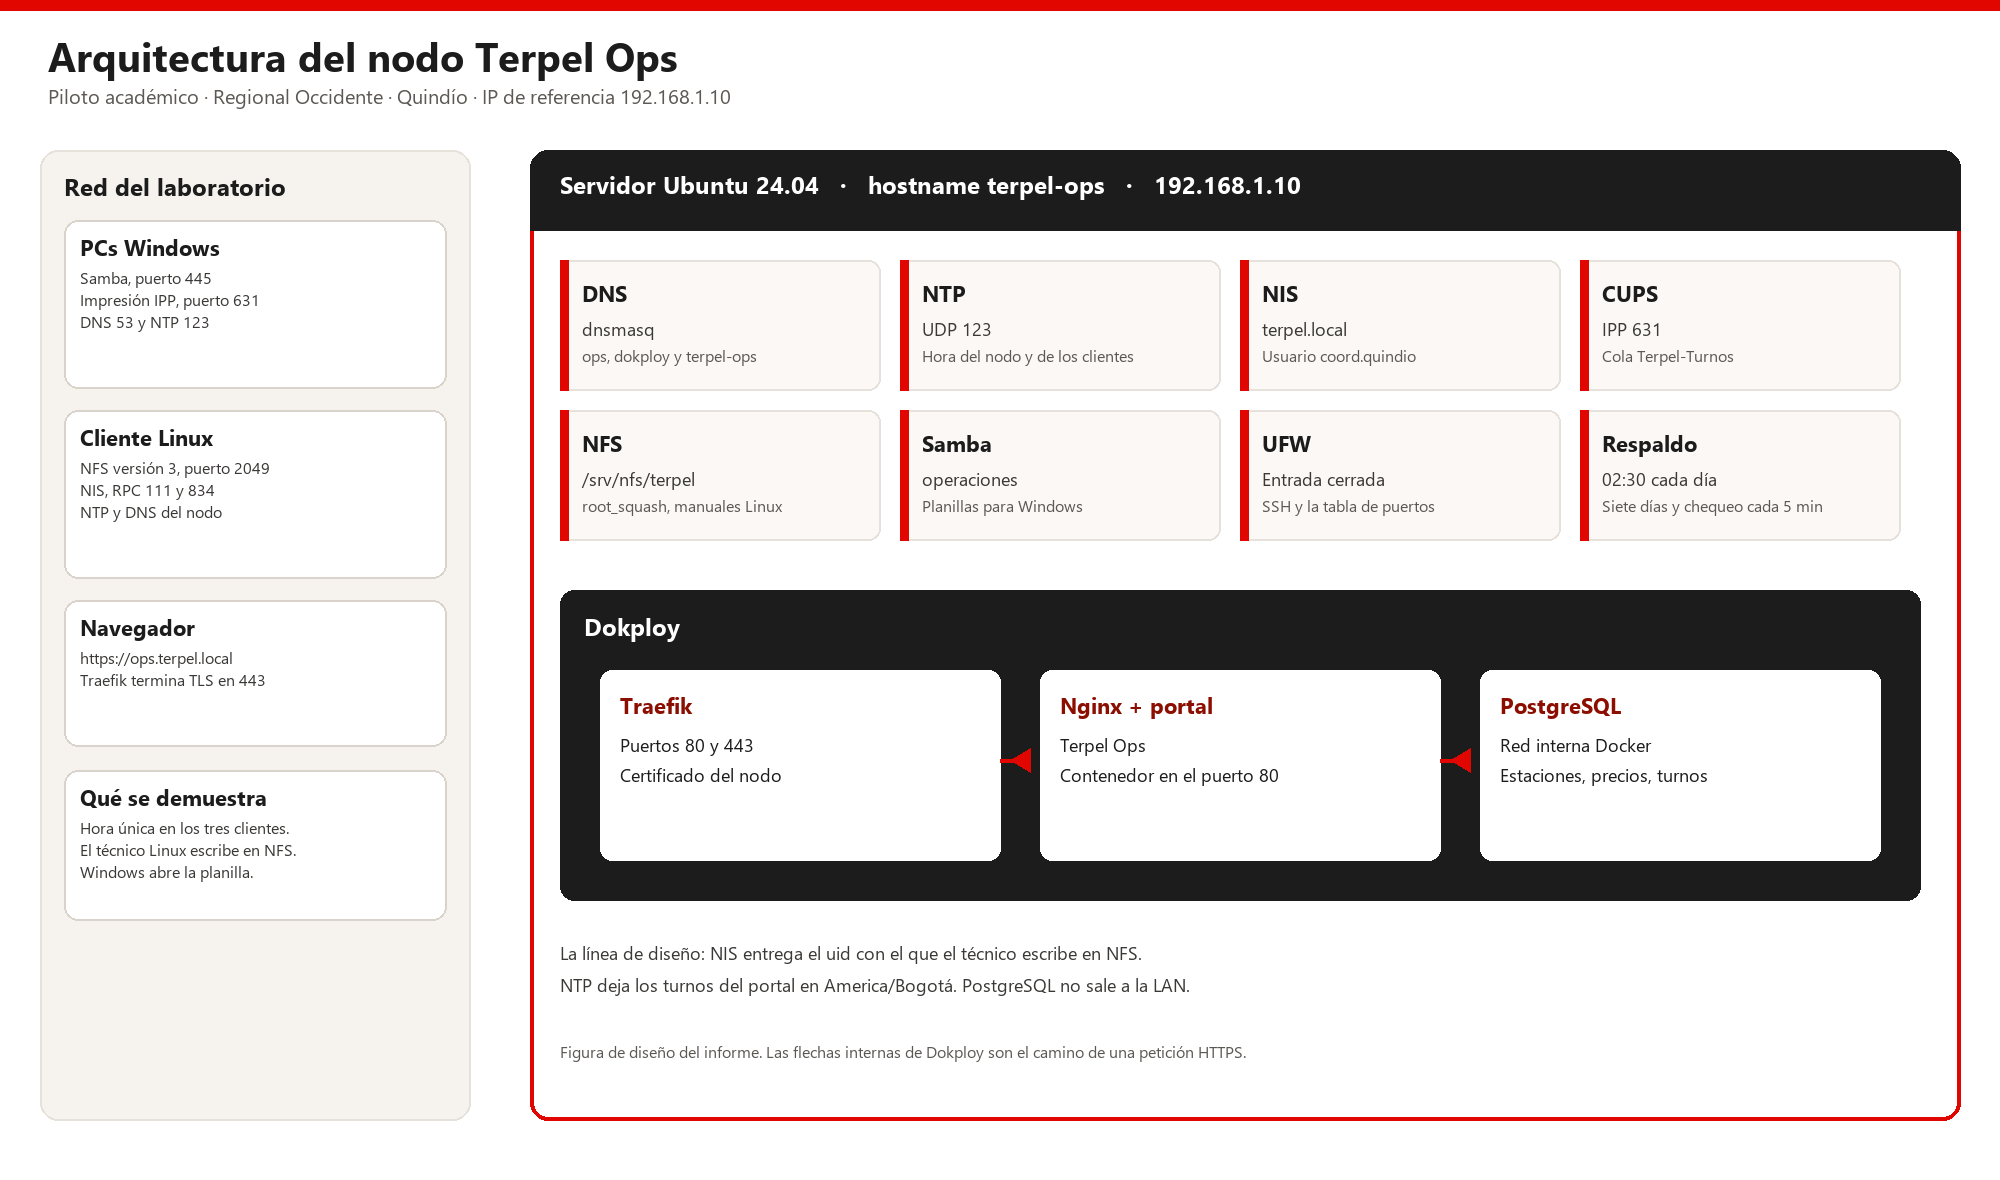 Arquitectura del nodo Terpel Ops
Piloto académico · Regional Occidente · Quindío · IP de referencia 192.168.1.10
Red del laboratorio
PCs Windows
Samba, puerto 445
Impresión IPP, puerto 631
DNS 53 y NTP 123
Cliente Linux
NFS versión 3, puerto 2049
NIS, RPC 111 y 834
NTP y DNS del nodo
Navegador
https://ops.terpel.local
Traefik termina TLS en 443
Qué se demuestra
Hora única en los tres clientes.
El técnico Linux escribe en NFS.
Windows abre la planilla.
Servidor Ubuntu 24.04 · hostname terpel-ops · 192.168.1.10
DNS
dnsmasq
ops, dokploy y terpel-ops
NTP
UDP 123
Hora del nodo y de los clientes
NIS
terpel.local
Usuario coord.quindio
CUPS
IPP 631
Cola Terpel-Turnos
NFS
/srv/nfs/terpel
root_squash, manuales Linux
Samba
operaciones
Planillas para Windows
UFW
Entrada cerrada
SSH y la tabla de puertos
Respaldo
02:30 cada día
Siete días y chequeo cada 5 min
Dokploy
Traefik
Puertos 80 y 443
Certificado del nodo
Nginx + portal
Terpel Ops
Contenedor en el puerto 80
PostgreSQL
Red interna Docker
Estaciones, precios, turnos
La línea de diseño: NIS entrega el uid con el que el técnico escribe en NFS.
NTP deja los turnos del portal en America/Bogotá. PostgreSQL no sale a la LAN.
Figura de diseño del informe. Las flechas internas de Dokploy son el camino de una petición HTTPS.